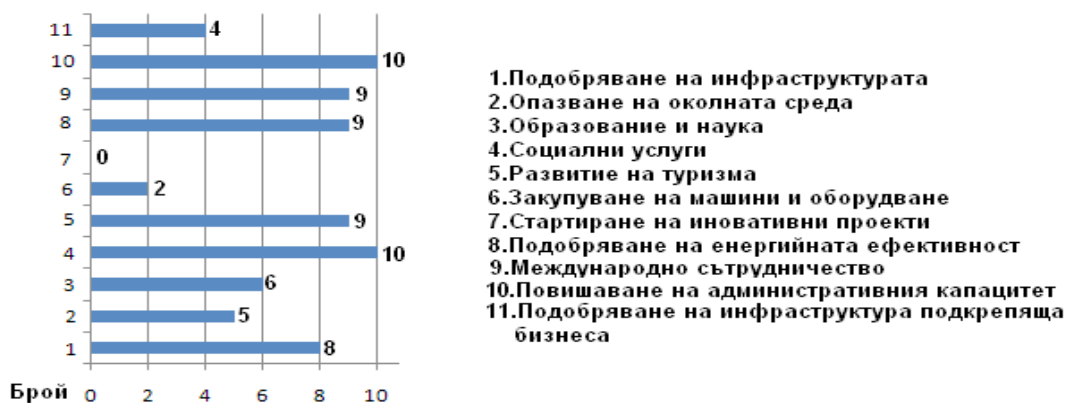 11 4
10 10
9 9
8 9
7 0
6 2
5 9
4 10
3 6
2 5
1 8
Брой 0 2 4 6 8 10
1.Подобряване на инфраструктурата
2.Опазване на околната среда
3.Образование и наука
4.Социални услуги
5.Развитие на туризма
6.Закупуване на машини и оборудване
7.Стартиране на иновативни проекти
8.Подобряване на енергийната ефективност
9.Международно сътрудничество
10.Повишаване на административния капацитет
11.Подобряване на инфраструктура подкрепяща
бизнеса